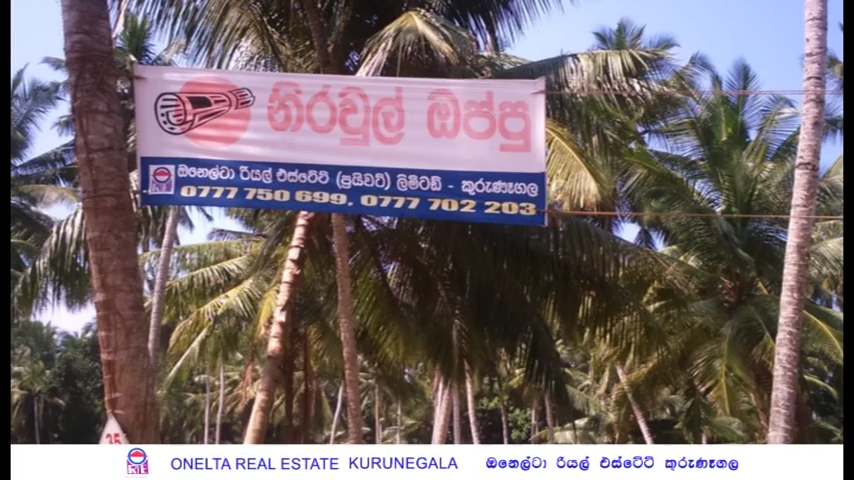 නිරවුල් ඔප්පු
ඔනෙල්ටා රියල් එස්ටේට් (ප්‍රයිවට්) ලිමිටඩ් - කුරුණෑගල
0777 750 699, 0777 702 203
35
ONELTA REAL ESTATE KURUNEGALA ඔනෙල්ටා රියල් එස්ටේට් කුරුණෑගල